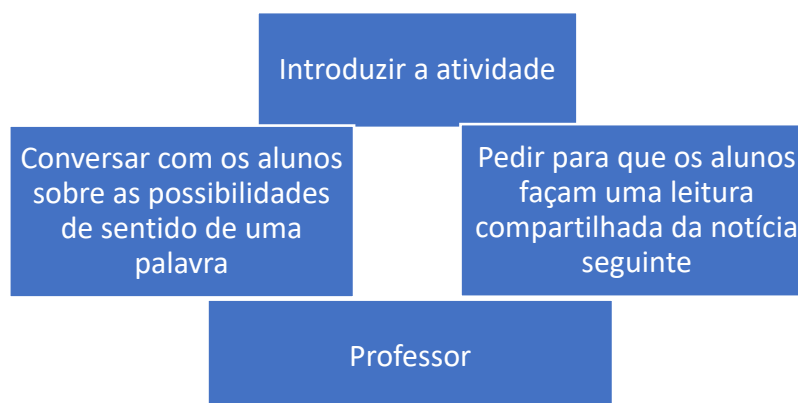 Introduzir a atividade
Conversar com os alunos
sobre as possibilidades
de sentido de uma
palavra
Pedir para que os alunos
façam uma leitura
compartilhada da notícia
seguinte
Professor